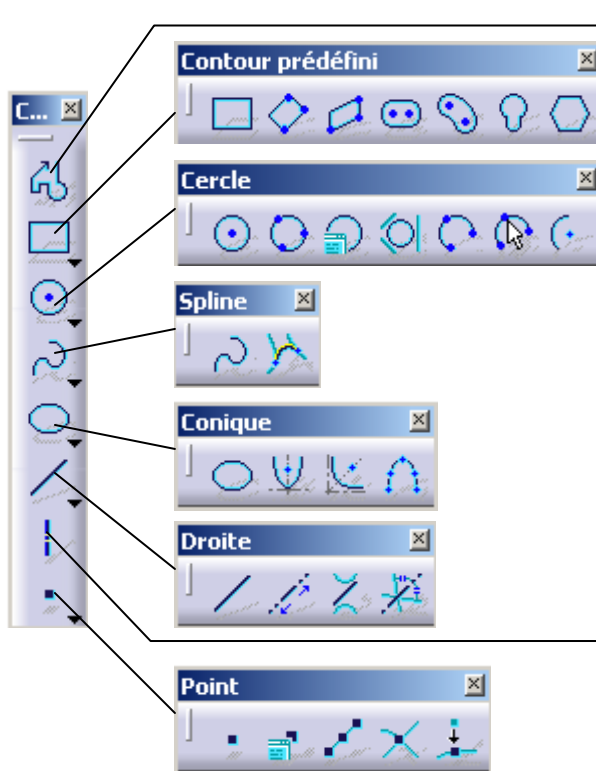 Contour prédéfini
C...
Cercle
Spline
Conique
Droite
Point